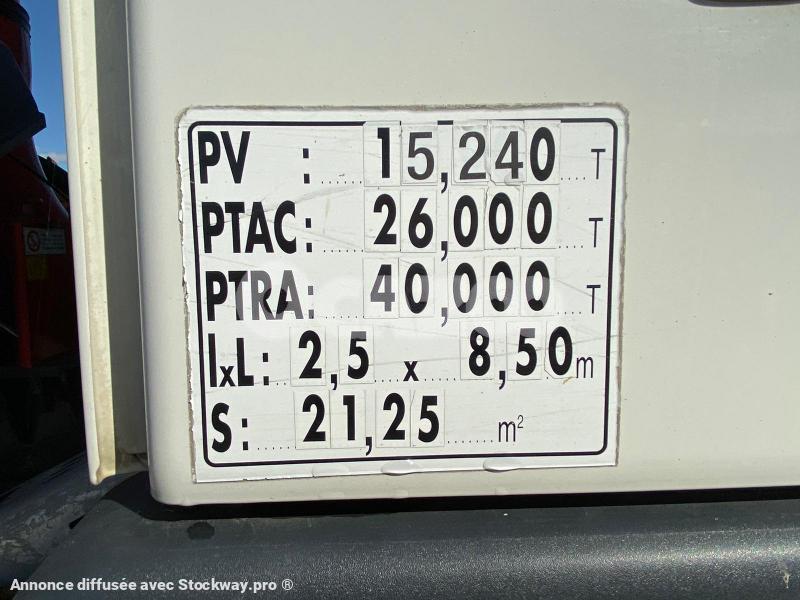 PV : ...... 15,240 .... T
PTAC: ..... 26,000 .... T
PTRA: ..... 40,000 .... T
lxL: .. 2,5 .... x ..... 8,50m
S: ..... 21,25 ....... m²
Annonce diffusée avec Stockway.pro ®